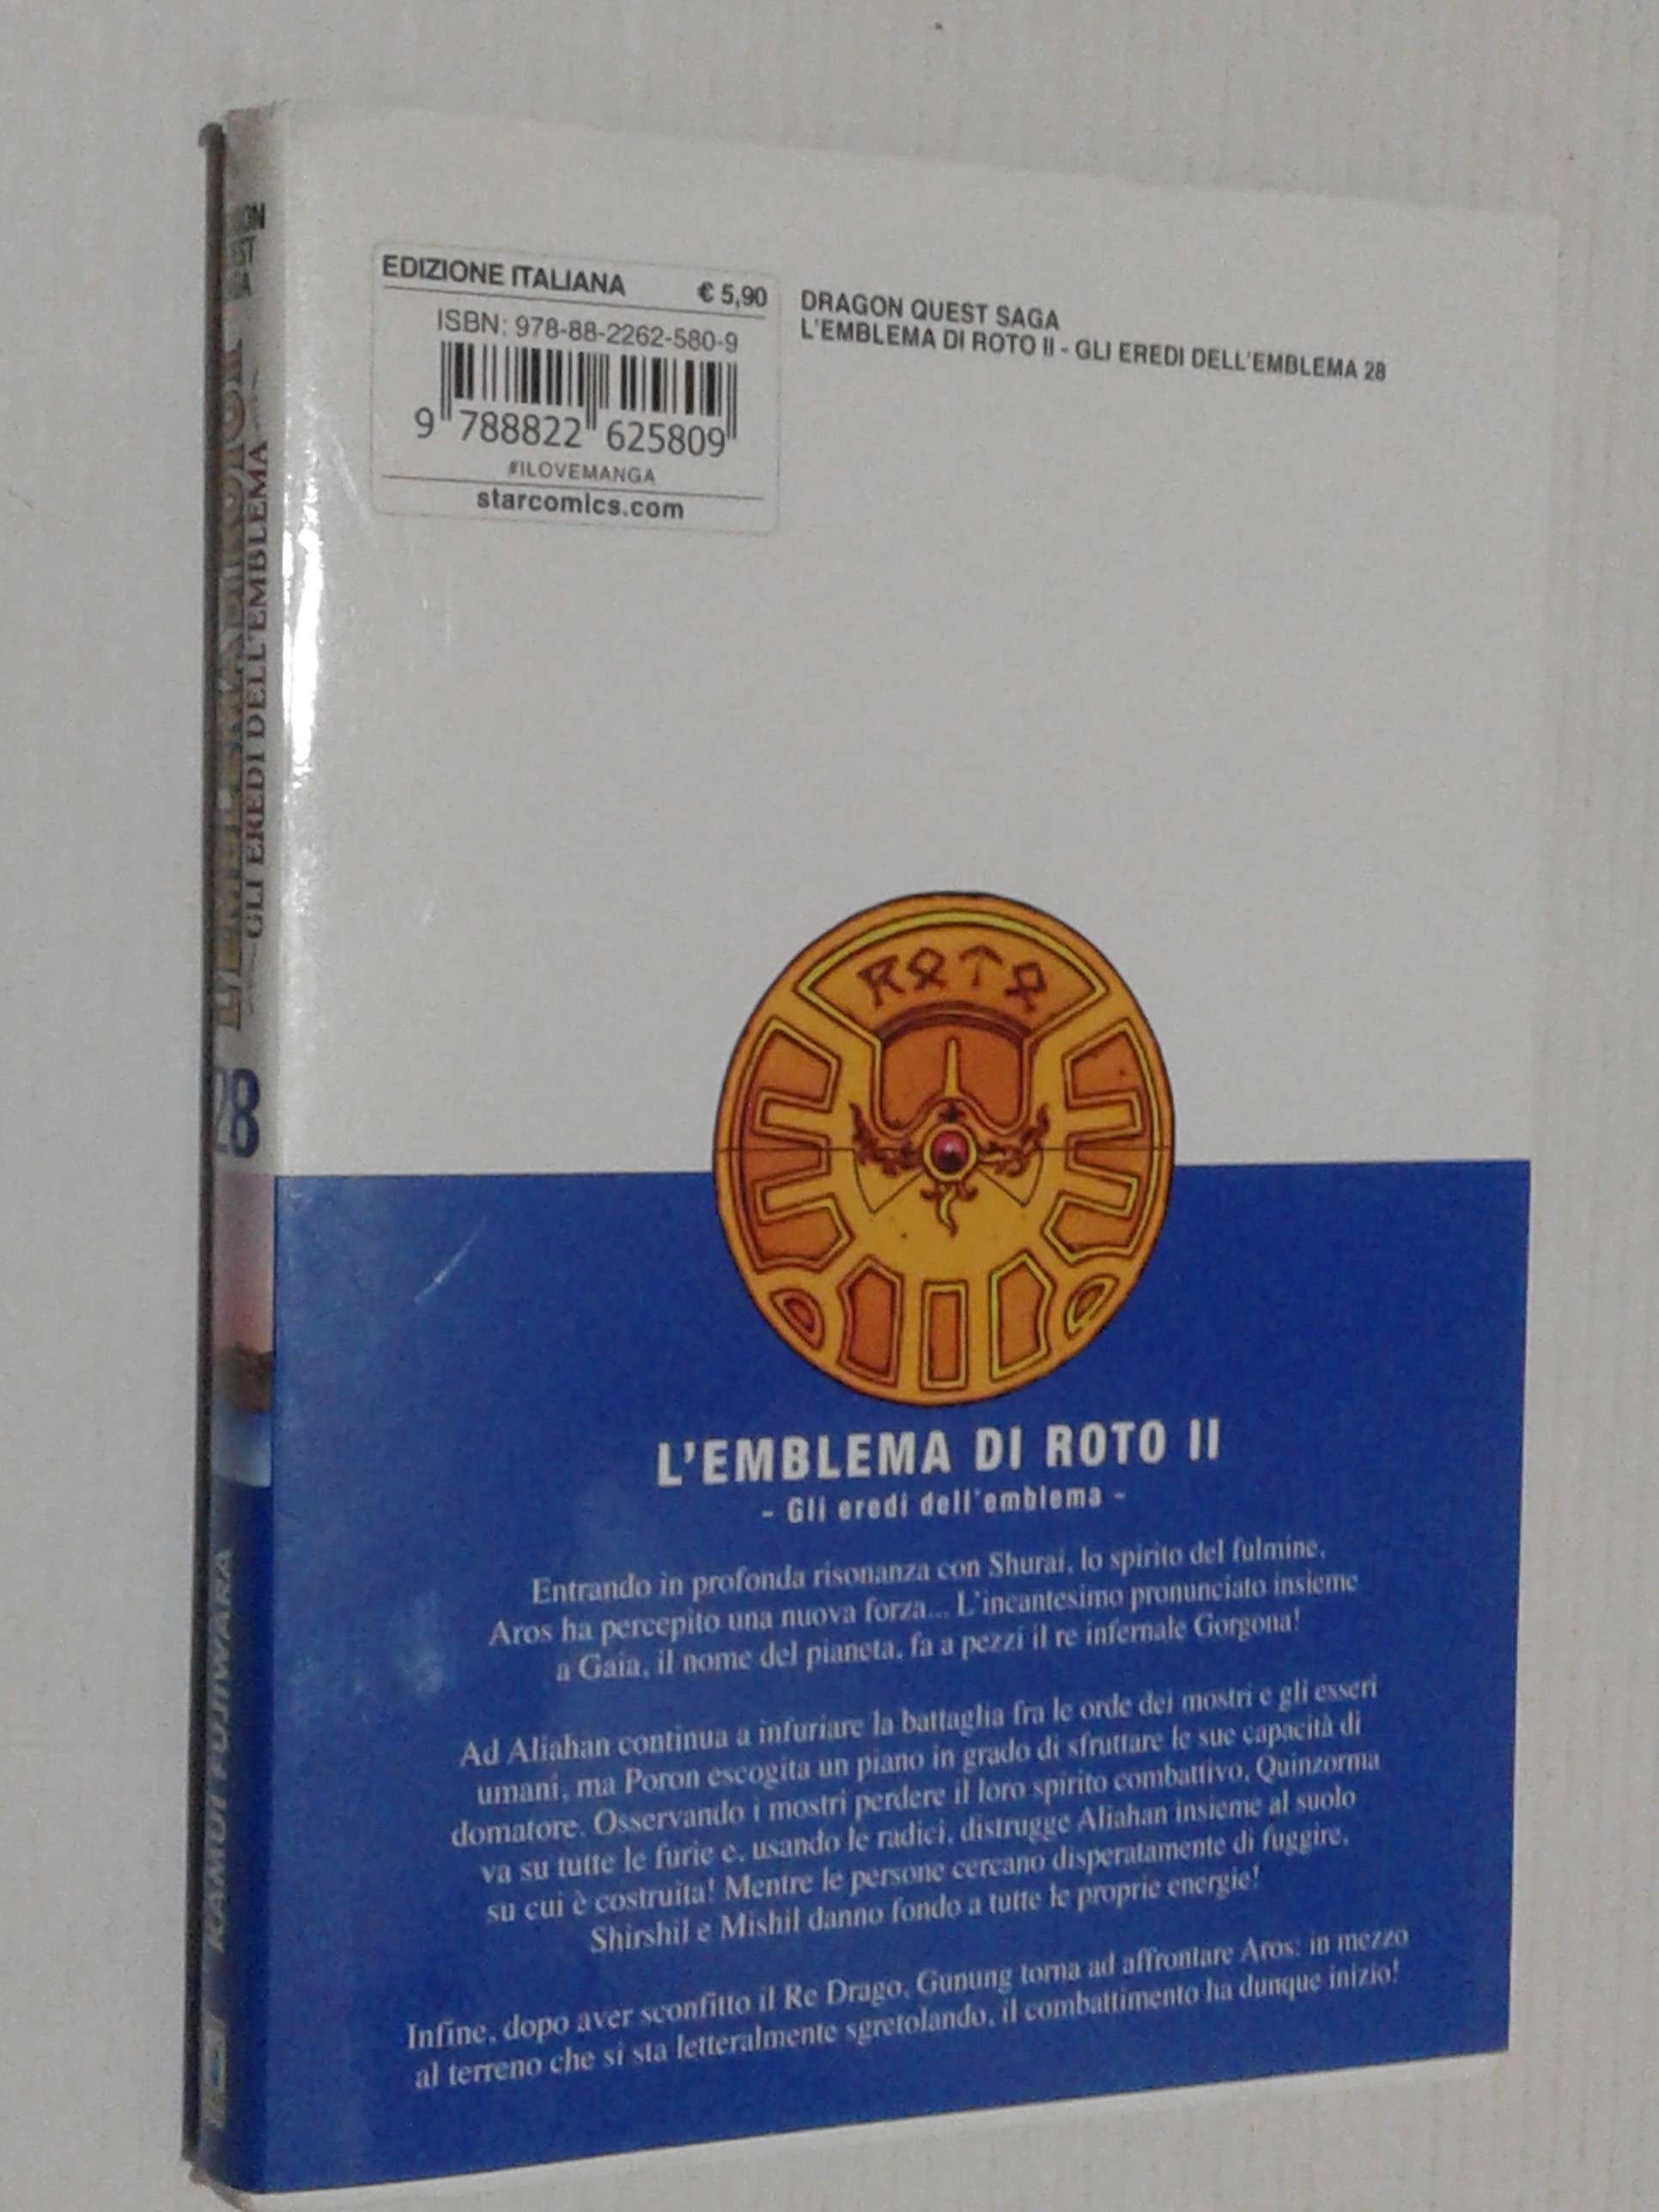 EDIZIONE ITALIANA € 5,90
ISBN: 978-88-2262-580-9
9 788822 625809
#ILOVEMANGA
starcomics.com
DRAGON QUEST SAGA
L'EMBLEMA DI ROTO II - GLI EREDI DELL'EMBLEMA 28
L'EMBLEMA DI ROTO II
GLI EREDI DELL'EMBLEMA
28
KAMUI FUJIWARA
ROTO
L'EMBLEMA DI ROTO II
- Gli eredi dell'emblema -
Entrando in profonda risonanza con Shurai, lo spirito del fulmine,
Aros ha percepito una nuova forza... L'incantesimo pronunciato insieme
a Gaia, il nome del pianeta, fa a pezzi il re infernale Gorgona!
Ad Aliahan continua a infuriare la battaglia fra le orde dei mostri e gli esseri
umani, ma Poron escogita un piano in grado di sfruttare le sue capacità di
domatore. Osservando i mostri perdere il loro spirito combattivo, Quinzorma
va su tutte le furie e, usando le radici, distrugge Aliahan insieme al suolo
su cui è costruita! Mentre le persone cercano disperatamente di fuggire,
Shirshil e Mishil danno fondo a tutte le proprie energie!
Infine, dopo aver sconfitto il Re Drago, Gunung torna ad affrontare Aros: in mezzo
al terreno che si sta letteralmente sgretolando, il combattimento ha dunque inizio!